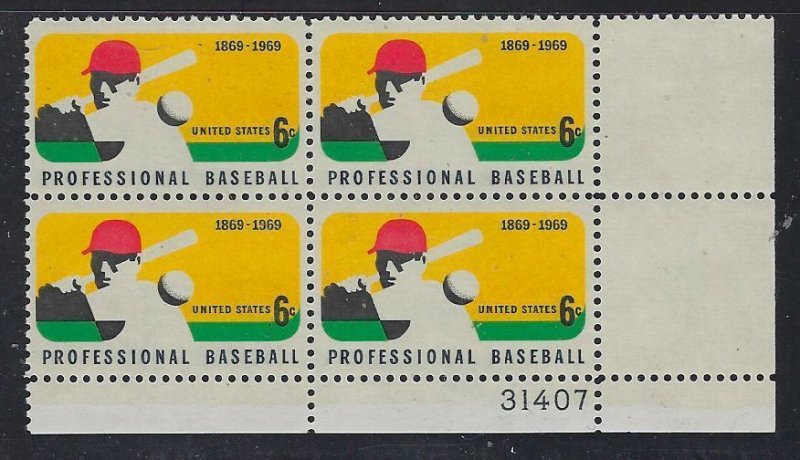 1869-1969
UNITED STATES 6c
PROFESSIONAL BASEBALL
1869-1969
UNITED STATES 6c
PROFESSIONAL BASEBALL
1869-1969
UNITED STATES 6c
PROFESSIONAL BASEBALL
1869-1969
UNITED STATES 6c
PROFESSIONAL BASEBALL
31407